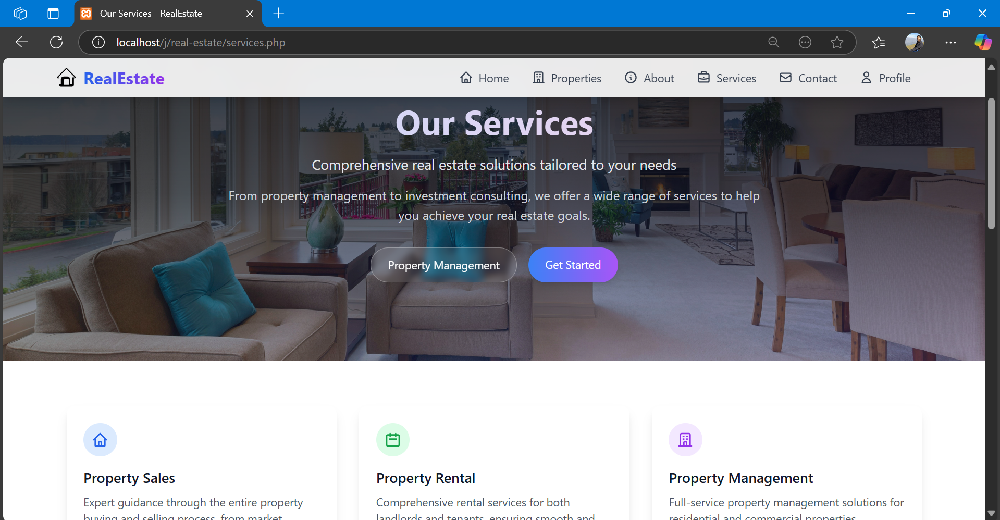 Our Services - RealEstate
localhost/j/real-estate/services.php
RealEstate
Home
Properties
About
Services
Contact
Profile
Our Services
Comprehensive real estate solutions tailored to your needs
From property management to investment consulting, we offer a wide range of services to help
you achieve your real estate goals.
Property Management
Get Started
Property Sales
Expert guidance through the entire property
buying and selling process, from market
Property Rental
Comprehensive rental services for both
landlords and tenants, ensuring smooth and
Property Management
Full-service property management solutions for
residential and commercial properties